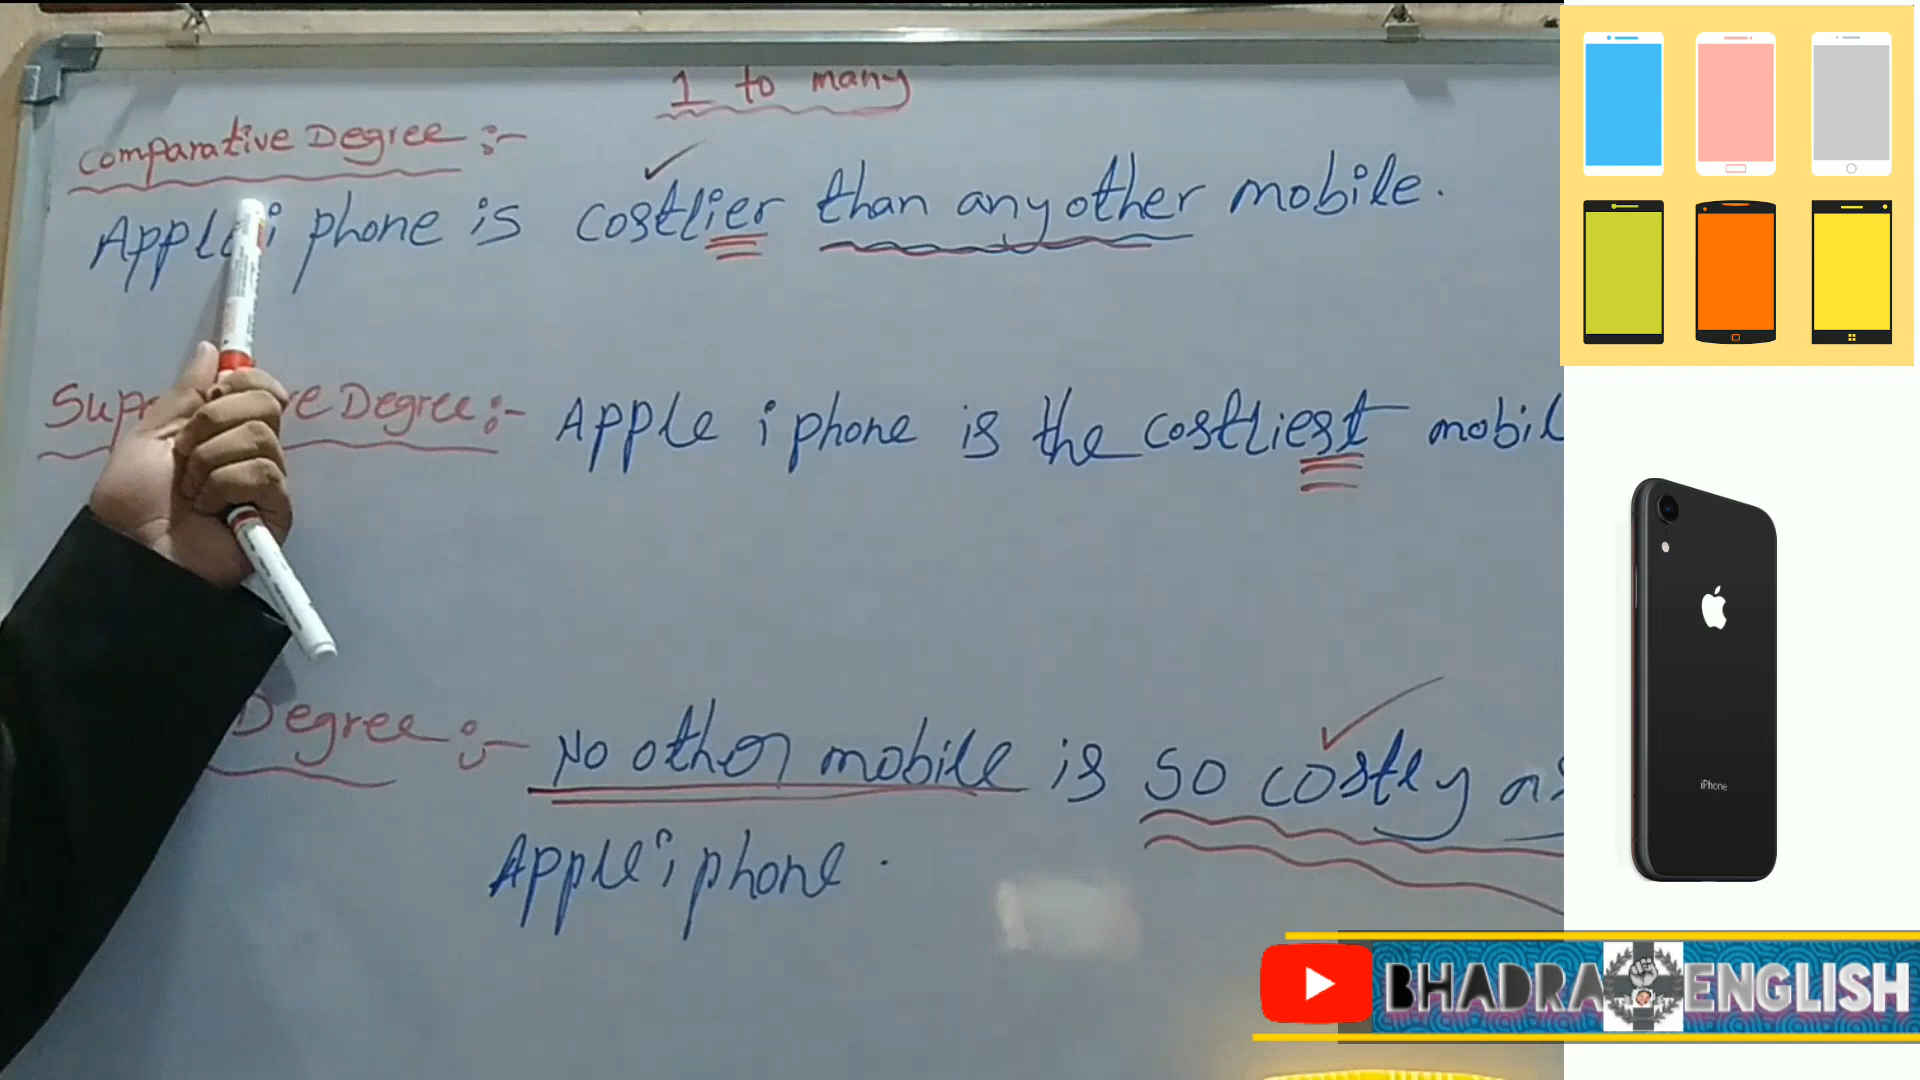 1 to many
Comparative Degree :-
Apple i phone is costlier than any other mobile.
Degree :- Apple i phone is the costliest
Degree :- No other mobile is so costly as
Apple i phone.
iPhone
BHADRA ENGLISH